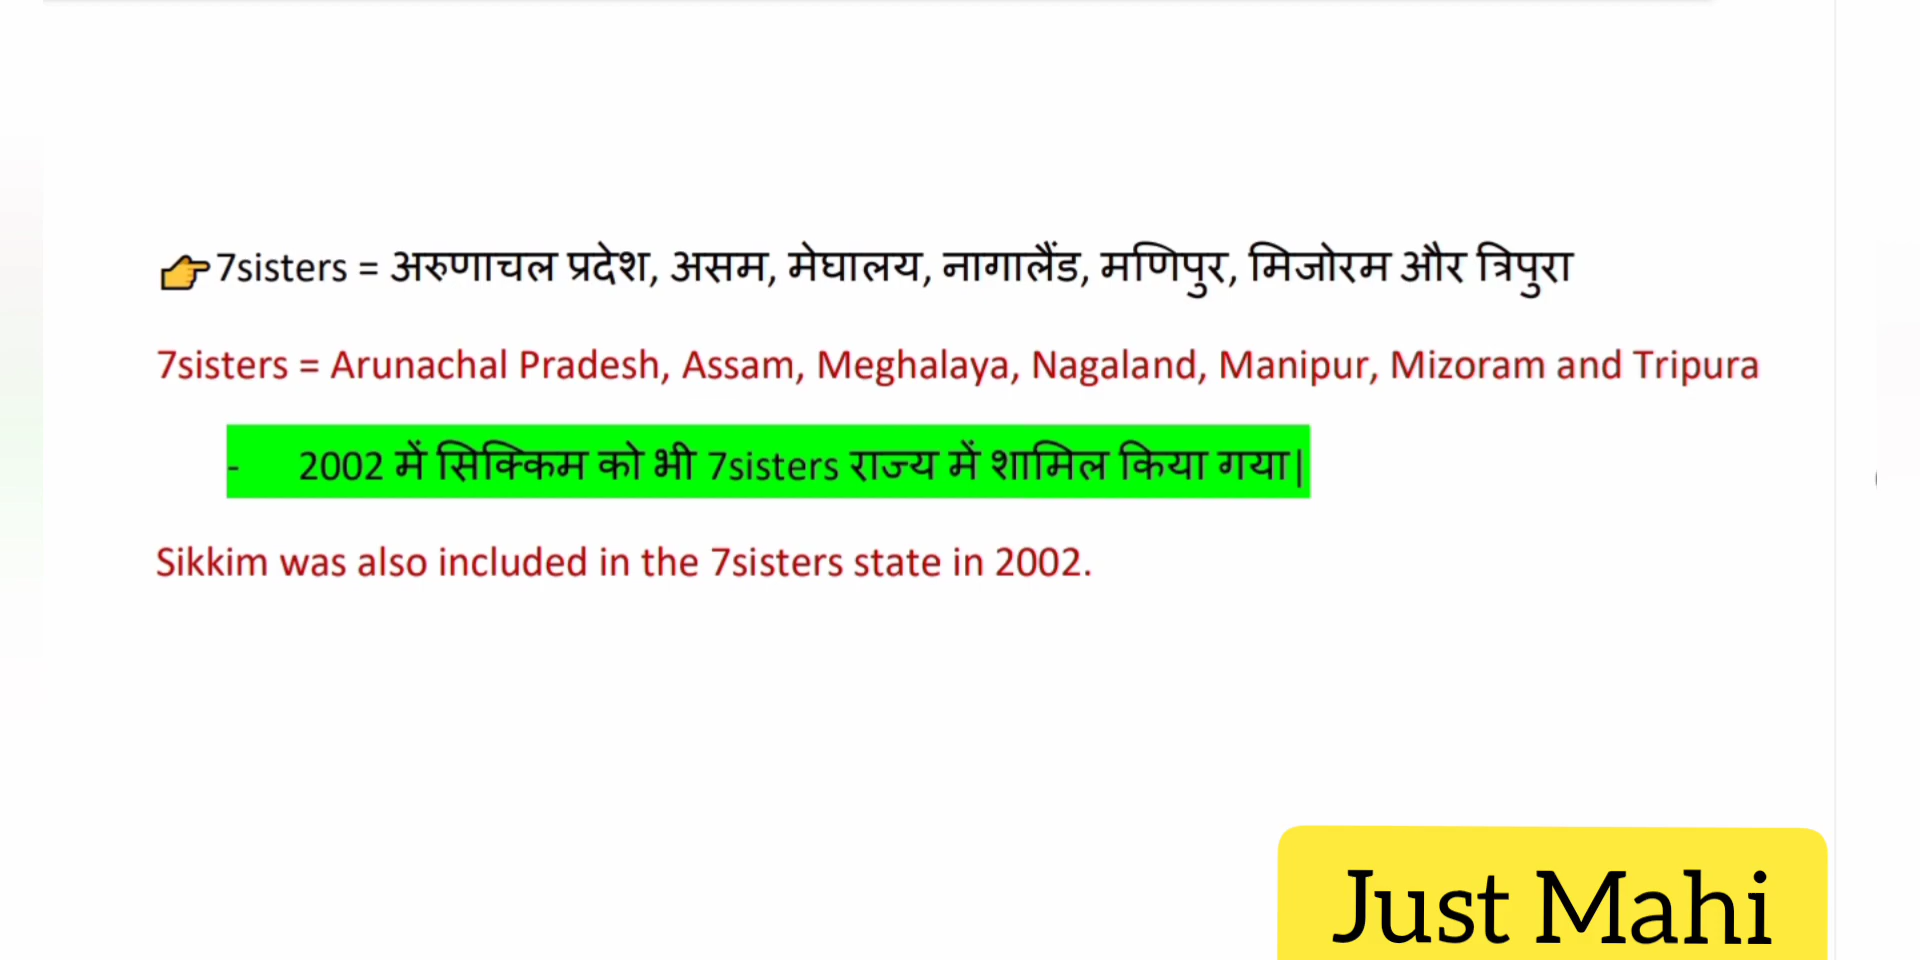 👉7sisters = अरुणाचल प्रदेश, असम, मेघालय, नागालैंड, मणिपुर, मिजोरम और त्रिपुरा
7sisters = Arunachal Pradesh, Assam, Meghalaya, Nagaland, Manipur, Mizoram and Tripura
- 2002 में सिक्किम को भी 7sisters राज्य में शामिल किया गया|
Sikkim was also included in the 7sisters state in 2002.
Just Mahi